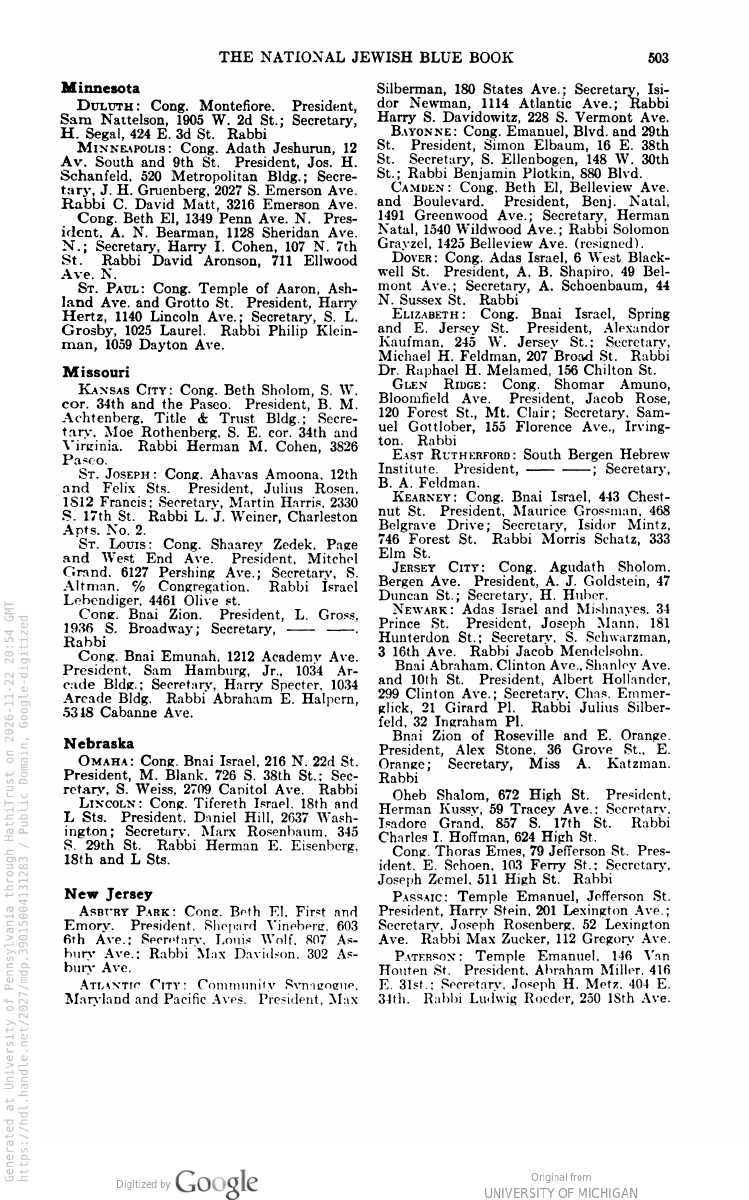 THE NATIONAL JEWISH BLUE BOOK 503
Minnesota
DULUTH: Cong. Montefiore. President,
Sam Nattelson, 1905 W. 2d St.; Secretary,
H. Segal, 424 E. 3d St. Rabbi
MINNEAPOLIS: Cong. Adath Jeshurun, 12
Av. South and 9th St. President, Jos. H.
Schanfeld, 520 Metropolitan Bldg.; Secre-
tary, J. H. Gruenberg, 2027 S. Emerson Ave.
Rabbi C. David Matt, 3216 Emerson Ave.
Cong. Beth El, 1349 Penn Ave. N. Pres-
ident, A. N. Bearman, 1128 Sheridan Ave.
N.; Secretary, Harry I. Cohen, 107 N. 7th
St. Rabbi David Aronson, 711 Ellwood
Ave. N.
ST. PAUL: Cong. Temple of Aaron, Ash-
land Ave. and Grotto St. President, Harry
Hertz, 1140 Lincoln Ave.; Secretary, S. L.
Grosby, 1025 Laurel. Rabbi Philip Klein-
man, 1059 Dayton Ave.
Missouri
KANSAS CITY: Cong. Beth Sholom, S. W.
cor. 34th and the Paseo. President, B. M.
Achtenberg, Title & Trust Bldg.; Secre-
tary, Moe Rothenberg, S. E. cor. 34th and
Virginia. Rabbi Herman M. Cohen, 3826
Paseo.
ST. JOSEPH: Cong. Ahavas Amoona, 12th
and Felix Sts. President, Julius Rosen,
1812 Francis; Secretary, Martin Harris, 2330
S. 17th St. Rabbi L. J. Weiner, Charleston
Apts. No. 2.
ST. LOUIS: Cong. Shaarey Zedek, Page
and West End Ave. President, Mitchel
Grand, 6127 Pershing Ave.; Secretary, S.
Altman, % Congregation. Rabbi Israel
Lebendiger, 4461 Olive st.
Cong. Bnai Zion. President, L. Gross,
1936 S. Broadway; Secretary, —— ——.
Rabbi
Cong. Bnai Emunah, 1212 Academy Ave.
President, Sam Hamburg, Jr., 1034 Ar-
cade Bldg.; Secretary, Harry Specter, 1034
Arcade Bldg. Rabbi Abraham E. Halpern,
5348 Cabanne Ave.
Nebraska
OMAHA: Cong. Bnai Israel, 216 N. 22d St.
President, M. Blank, 726 S. 38th St.; Sec-
retary, S. Weiss, 2709 Capitol Ave. Rabbi
LINCOLN: Cong. Tifereth Israel, 18th and
L Sts. President, Daniel Hill, 2637 Wash-
ington; Secretary, Marx Rosenbaum, 345
S. 29th St. Rabbi Herman E. Eisenberg,
18th and L Sts.
New Jersey
ASBURY PARK: Cong. Beth El, First and
Emory. President, Shepard Vineberg, 603
6th Ave.; Secretary, Louis Wolf, 807 As-
bury Ave.; Rabbi Max Davidson, 302 As-
bury Ave.
ATLANTIC CITY: Community Synagogue,
Maryland and Pacific Aves. President, Max
Silberman, 180 States Ave.; Secretary, Isi-
dor Newman, 1114 Atlantic Ave.; Rabbi
Harry S. Davidowitz, 228 S. Vermont Ave.
BAYONNE: Cong. Emanuel, Blvd. and 29th
St. President, Simon Elbaum, 16 E. 38th
St. Secretary, S. Ellenbogen, 148 W. 30th
St.; Rabbi Benjamin Plotkin, 880 Blvd.
CAMDEN: Cong. Beth El, Belleview Ave.
and Boulevard. President, Benj. Natal,
1491 Greenwood Ave.; Secretary, Herman
Natal, 1540 Wildwood Ave.; Rabbi Solomon
Grayzel, 1425 Belleview Ave. (resigned).
DOVER: Cong. Adas Israel, 6 West Black-
well St. President, A. B. Shapiro, 49 Bel-
mont Ave.; Secretary, A. Schoenbaum, 44
N. Sussex St. Rabbi
ELIZABETH: Cong. Bnai Israel, Spring
and E. Jersey St. President, Alexandor
Kaufman, 245 W. Jersey St.; Secretary,
Michael H. Feldman, 207 Broad St. Rabbi
Dr. Raphael H. Melamed, 156 Chilton St.
GLEN RIDGE: Cong. Shomar Amuno,
Bloomfield Ave. President, Jacob Rose,
120 Forest St., Mt. Clair; Secretary, Sam-
uel Gottlober, 155 Florence Ave., Irving-
ton. Rabbi
EAST RUTHERFORD: South Bergen Hebrew
Institute. President, —— ——; Secretary,
B. A. Feldman.
KEARNEY: Cong. Bnai Israel, 443 Chest-
nut St. President, Maurice Grossman, 468
Belgrave Drive; Secretary, Isidor Mintz,
746 Forest St. Rabbi Morris Schatz, 333
Elm St.
JERSEY CITY: Cong. Agudath Sholom,
Bergen Ave. President, A. J. Goldstein, 47
Duncan St.; Secretary, H. Huber.
NEWARK: Adas Israel and Mishnayes, 34
Prince St. President, Joseph Mann, 181
Hunterdon St.; Secretary, S. Schwarzman,
3 16th Ave. Rabbi Jacob Mendelsohn.
Bnai Abraham, Clinton Ave., Shanley Ave.
and 10th St. President, Albert Hollander,
299 Clinton Ave.; Secretary, Chas. Emmer-
glick, 21 Girard Pl. Rabbi Julius Silber-
feld, 32 Ingraham Pl.
Bnai Zion of Roseville and E. Orange.
President, Alex Stone, 36 Grove St., E.
Orange; Secretary, Miss A. Katzman.
Rabbi
Oheb Shalom, 672 High St. President,
Herman Kussy, 59 Tracey Ave.; Secretary,
Isadore Grand, 857 S. 17th St. Rabbi
Charles I. Hoffman, 624 High St.
Cong. Thoras Emes, 79 Jefferson St. Pres-
ident, E. Schoen, 103 Ferry St.; Secretary,
Joseph Zemel, 511 High St. Rabbi
PASSAIC: Temple Emanuel, Jefferson St.
President, Harry Stein, 201 Lexington Ave.;
Secretary, Joseph Rosenberg, 52 Lexington
Ave. Rabbi Max Zucker, 112 Gregory Ave.
PATERSON: Temple Emanuel, 146 Van
Houten St. President, Abraham Miller, 416
E. 31st.; Secretary, Joseph H. Metz, 404 E.
34th. Rabbi Ludwig Roeder, 250 18th Ave.
Generated at University of Pennsylvania through HathiTrust on 2026-11-22 20:54 GMT
https://hdl.handle.net/2027/mdp.39015004131283 / Public Domain, Google-digitized
Digitized by Google
Original from
UNIVERSITY OF MICHIGAN